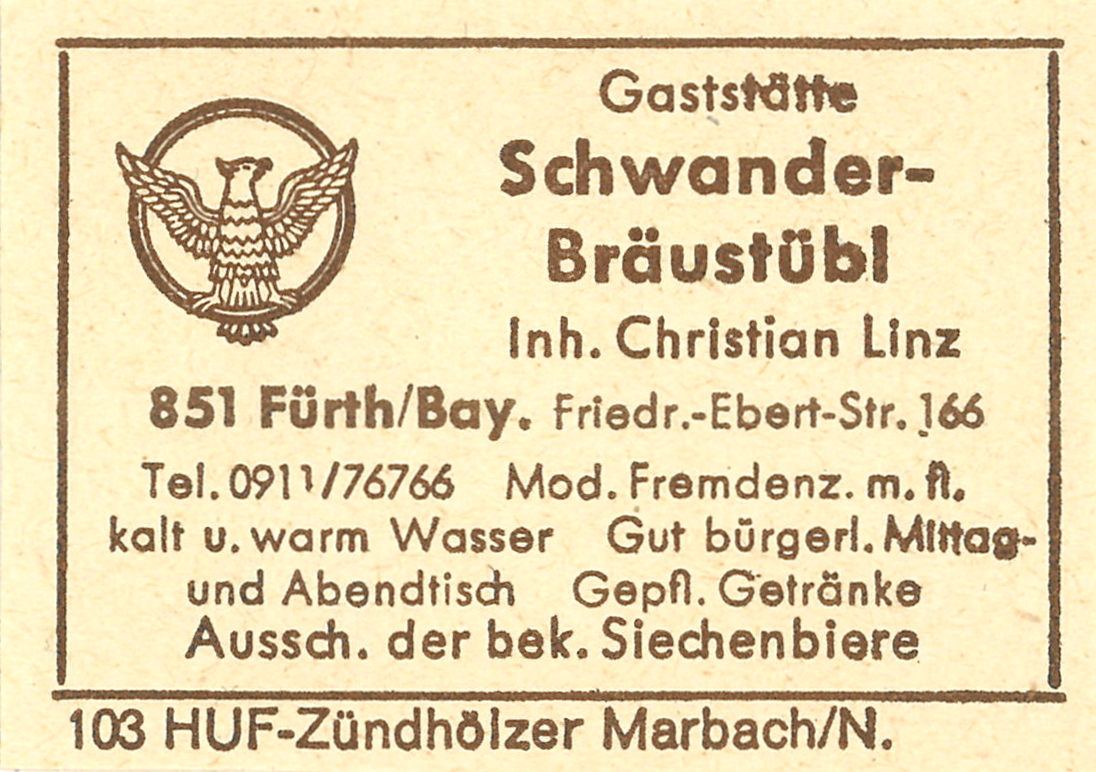 Gaststätte
Schwander-
Bräustübl
Inh. Christian Linz
851 Fürth/Bay. Friedr.-Ebert-Str. 166
Tel. 0911/76766 Mod. Fremdenz. m. fl.
kalt u. warm Wasser Gut bürgerl. Mittag-
und Abendtisch Gepfl. Getränke
Aussch. der bek. Siechenbiere
103 HUF-Zündhölzer Marbach/N.